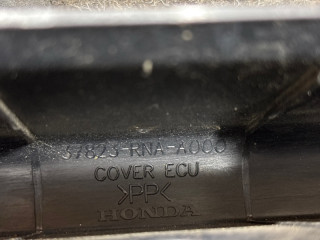 37823-RNA-A000
COVER ECU
>PP<
HONDA